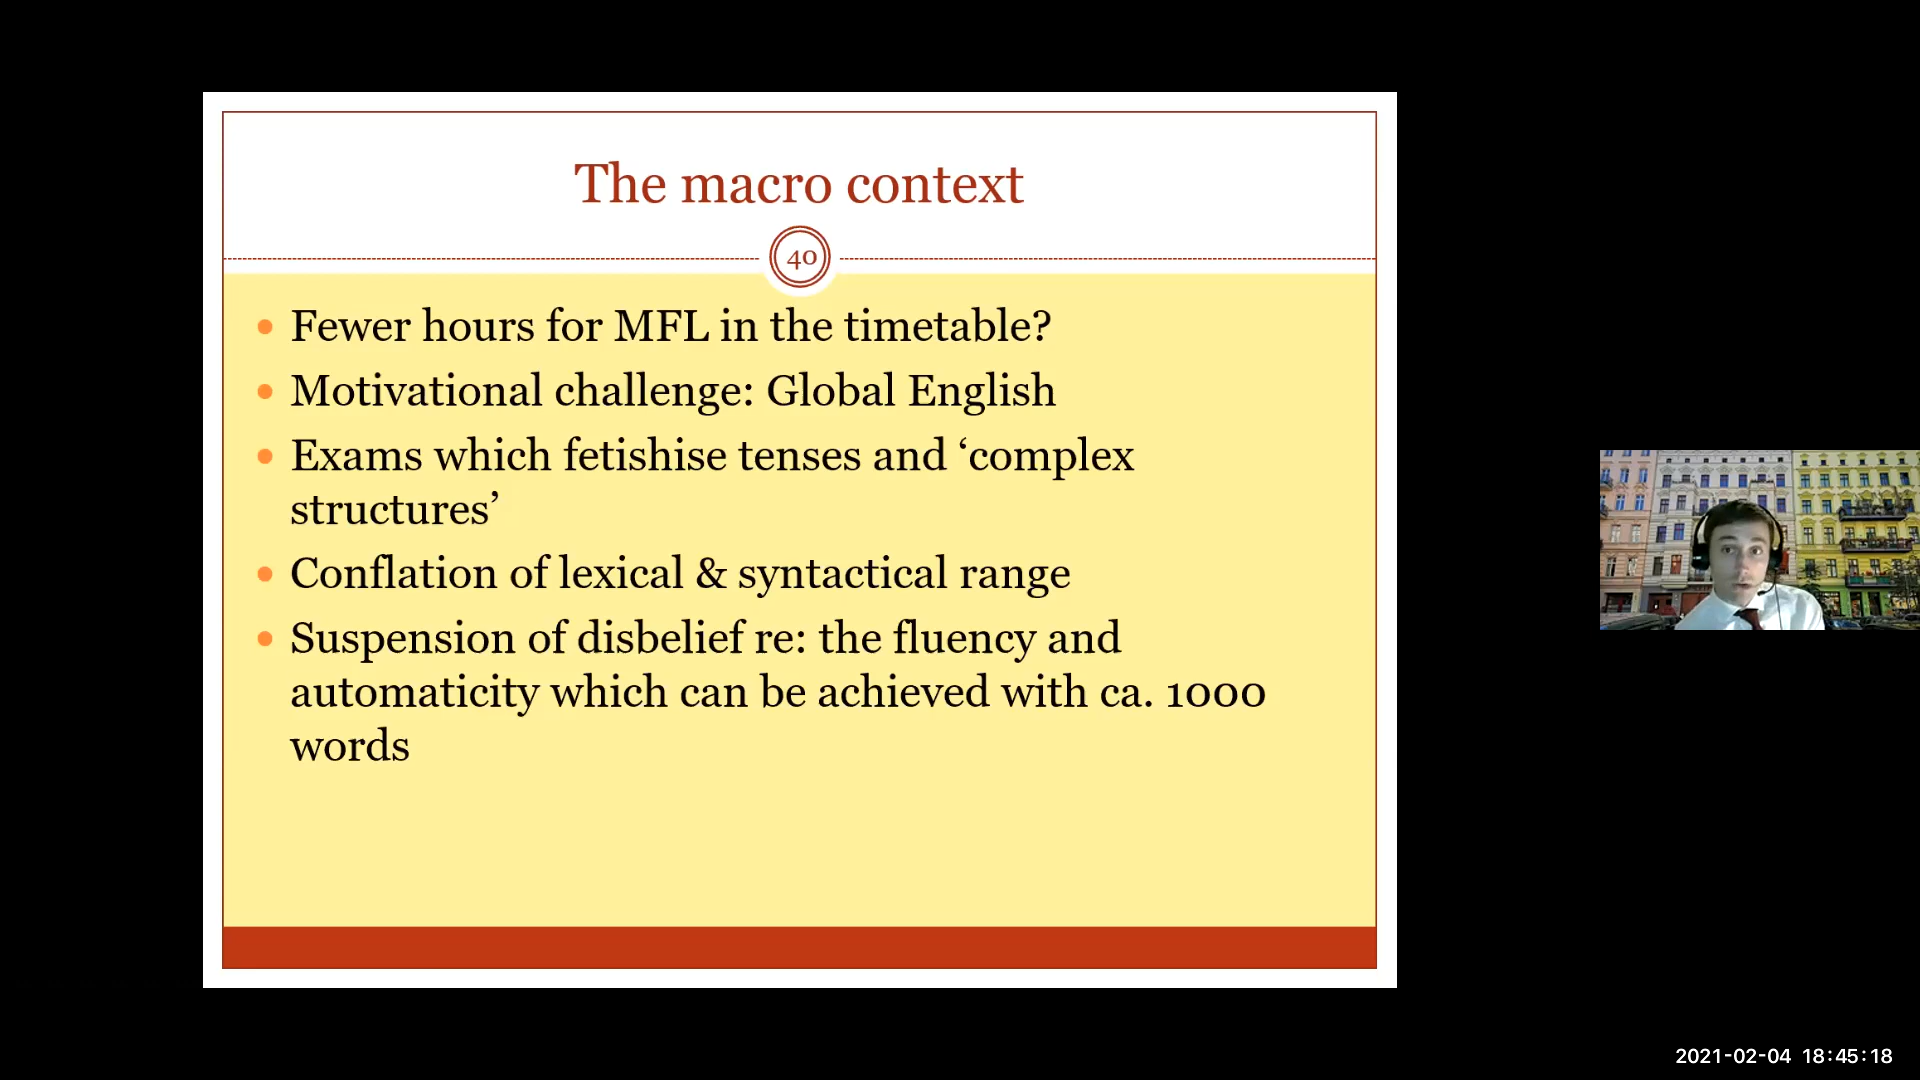 The macro context
40
• Fewer hours for MFL in the timetable?
• Motivational challenge: Global English
• Exams which fetishise tenses and ‘complex
structures’
• Conflation of lexical & syntactical range
• Suspension of disbelief re: the fluency and
automaticity which can be achieved with ca. 1000
words
2021-02-04 18:45:18